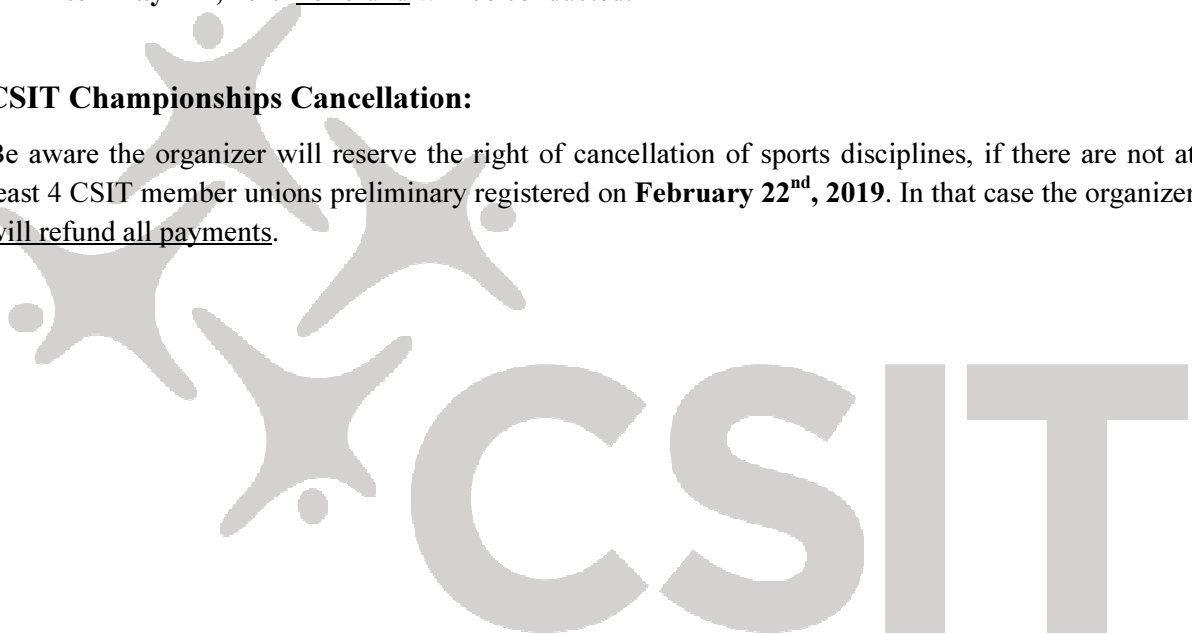 CSIT Championships Cancellation:
Be aware the organizer will reserve the right of cancellation of sports disciplines, if there are not at
least 4 CSIT member unions preliminary registered on February 22nd, 2019. In that case the organizer
will refund all payments.
CSIT